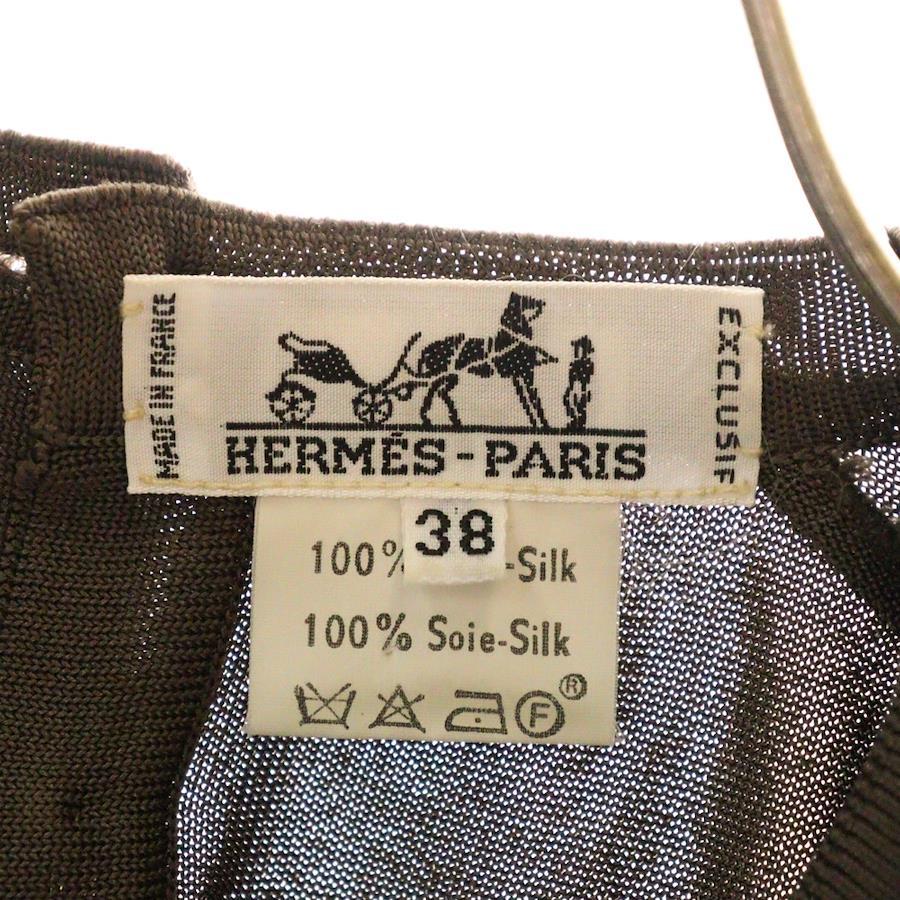 MADE IN FRANCE
EXCLUSIF
HERMÈS-PARIS
38
100% -Silk
100% Soie-Silk
F ®